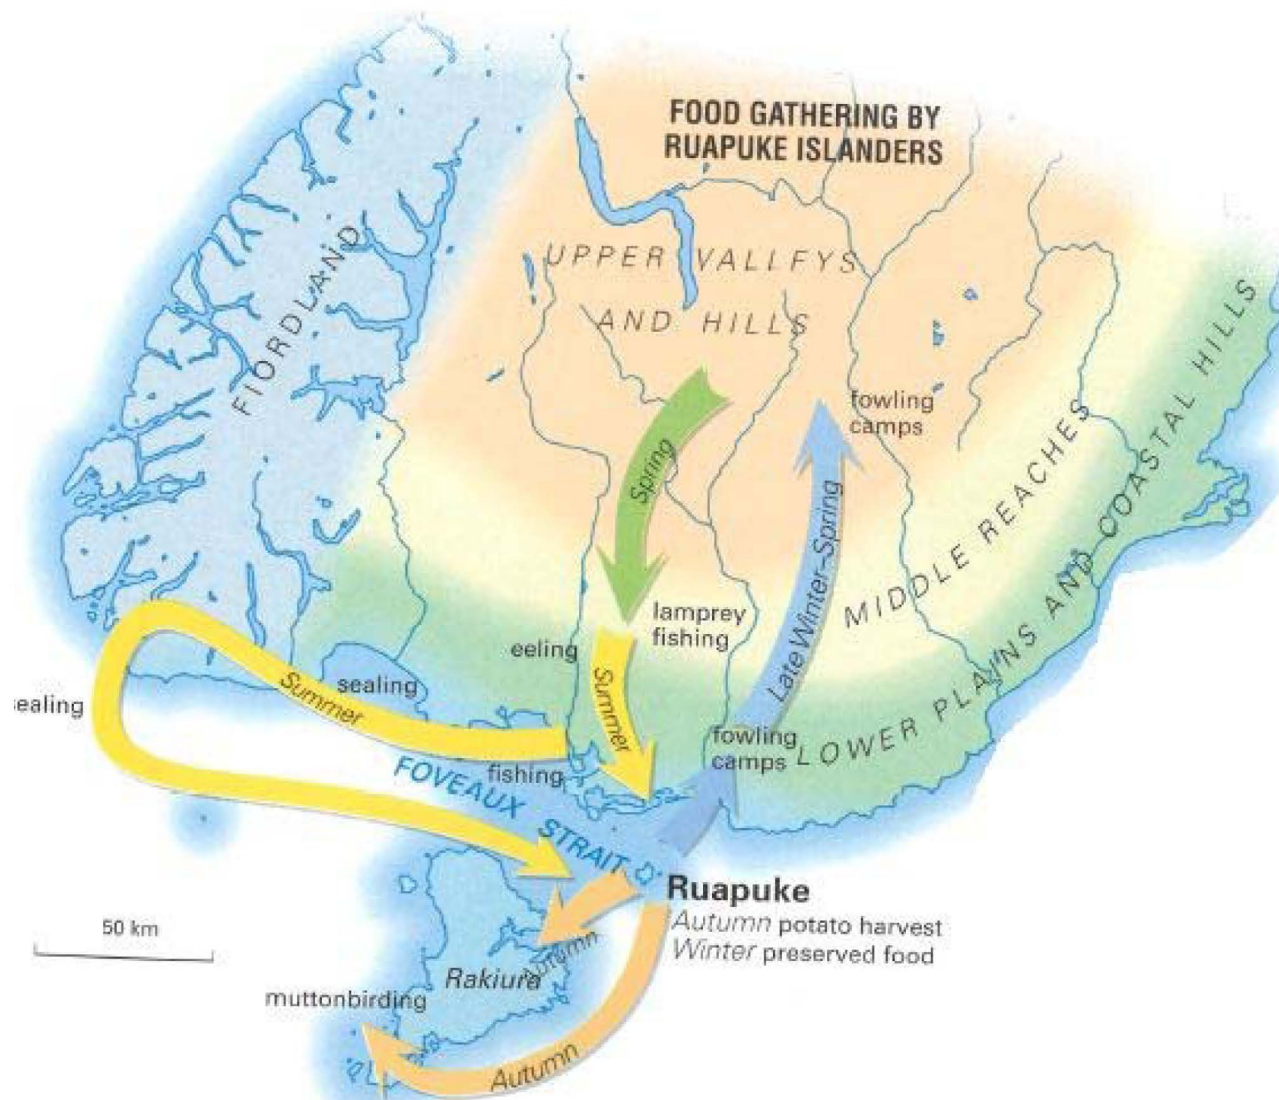 FOOD GATHERING BY
RUAPUKE ISLANDERS
UPPER VALLFYS
AND HILLS
FIORDLAND
fowling
camps
Spring
MIDDLE REACHES
LOWER PLAINS AND COASTAL HILLS
Late Winter–Spring
lamprey
fishing
eeling
Summer
sealing
Summer
ealing
fowling
camps
fishing
FOVEAUX STRAIT
Ruapuke
Autumn potato harvest
Winter preserved food
50 km
Autumn
Rakiura
muttonbirding
Autumn